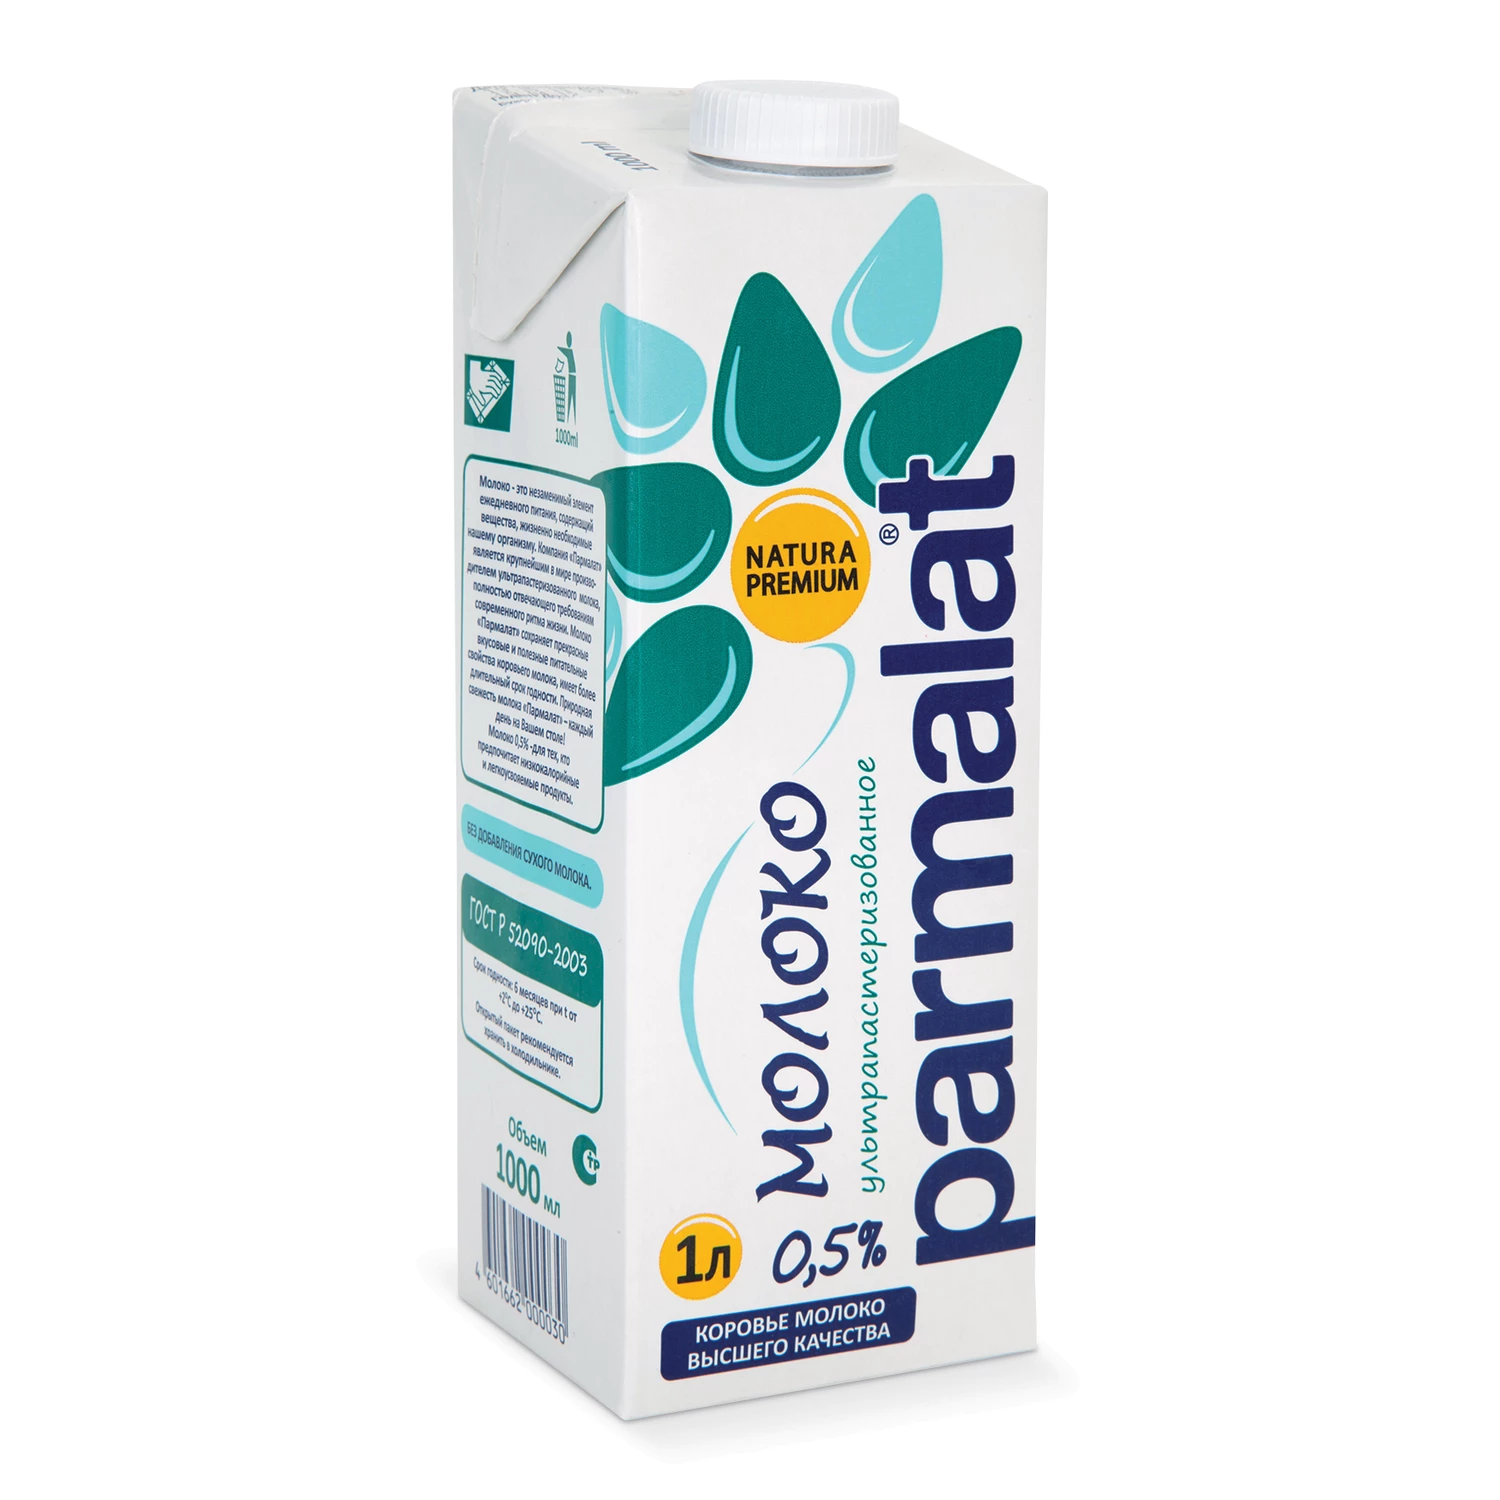 1000 ml
1000ml
Молоко - это незаменимый элемент
ежедневного питания, содержащий
вещества, жизненно необходимые
нашему организму. Компания «Пармалат»
является крупнейшим в мире произво-
дителем ультрапастеризованного молока,
полностью отвечающего требованиям
современного ритма жизни. Молоко
«Пармалат» сохраняет прекрасные
вкусовые и полезные питательные
свойства коровьего молока, имеет более
длительный срок годности. Природная
свежесть молока «Пармалат» – каждый
день на Вашем столе!
Молоко 0,5% -для тех, кто
предпочитает низкокалорийные
и легкоусвояемые продукты.
БЕЗ ДОБАВЛЕНИЯ СУХОГО МОЛОКА.
ГОСТ Р 52090-2003
Срок годности: 6 месяцев при t от
+2°C до +25°C.
Открытый пакет рекомендуется
хранить в холодильнике.
Объем
1000 мл
4 601662 000030
NATURA
PREMIUM
parmalat®
молоко
ультрапастеризованное
0,5%
1л
КОРОВЬЕ МОЛОКО
ВЫСШЕГО КАЧЕСТВА